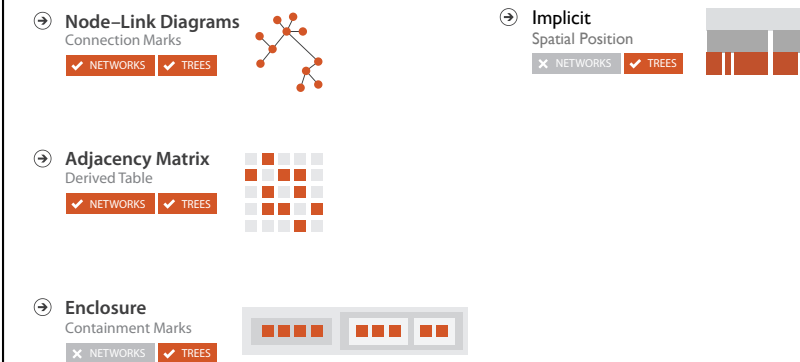 Node–Link Diagrams
Connection Marks
NETWORKS TREES
Implicit
Spatial Position
NETWORKS TREES
Adjacency Matrix
Derived Table
NETWORKS TREES
Enclosure
Containment Marks
NETWORKS TREES